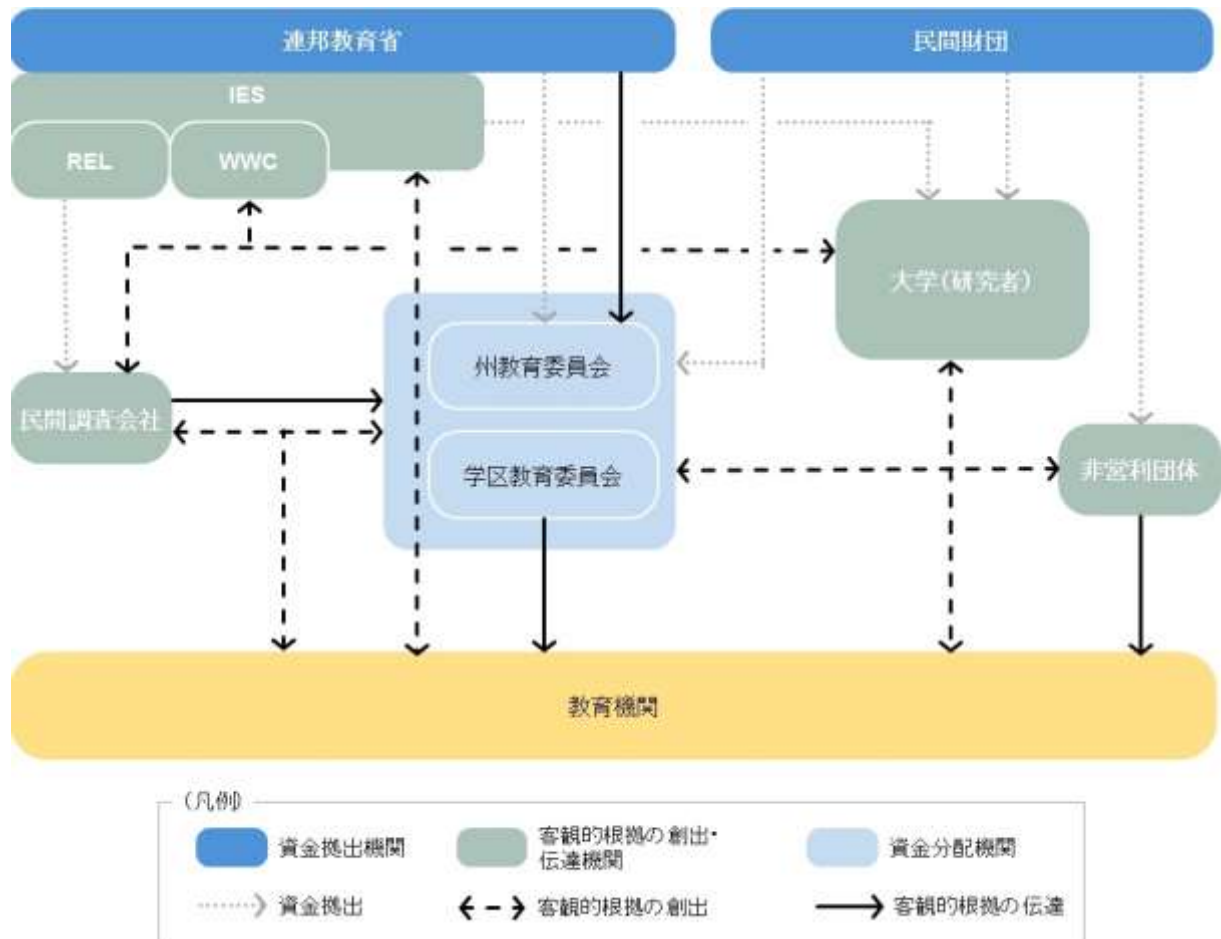 連邦教育省
民間財団
IES
REL
WWC
大学(研究者)
州教育委員会
民間調査会社
学区教育委員会
非営利団体
教育機関
(凡例)
資金拠出機関
客観的根拠の創出・
伝達機関
資金分配機関
資金拠出
客観的根拠の創出
客観的根拠の伝達